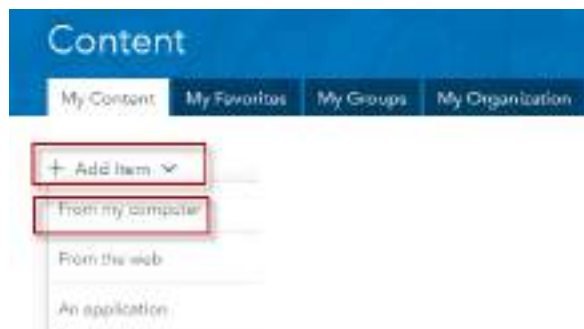 Content
My Content My Favorites My Groups My Organization
+ Add Item
From my computer
From the web
An application